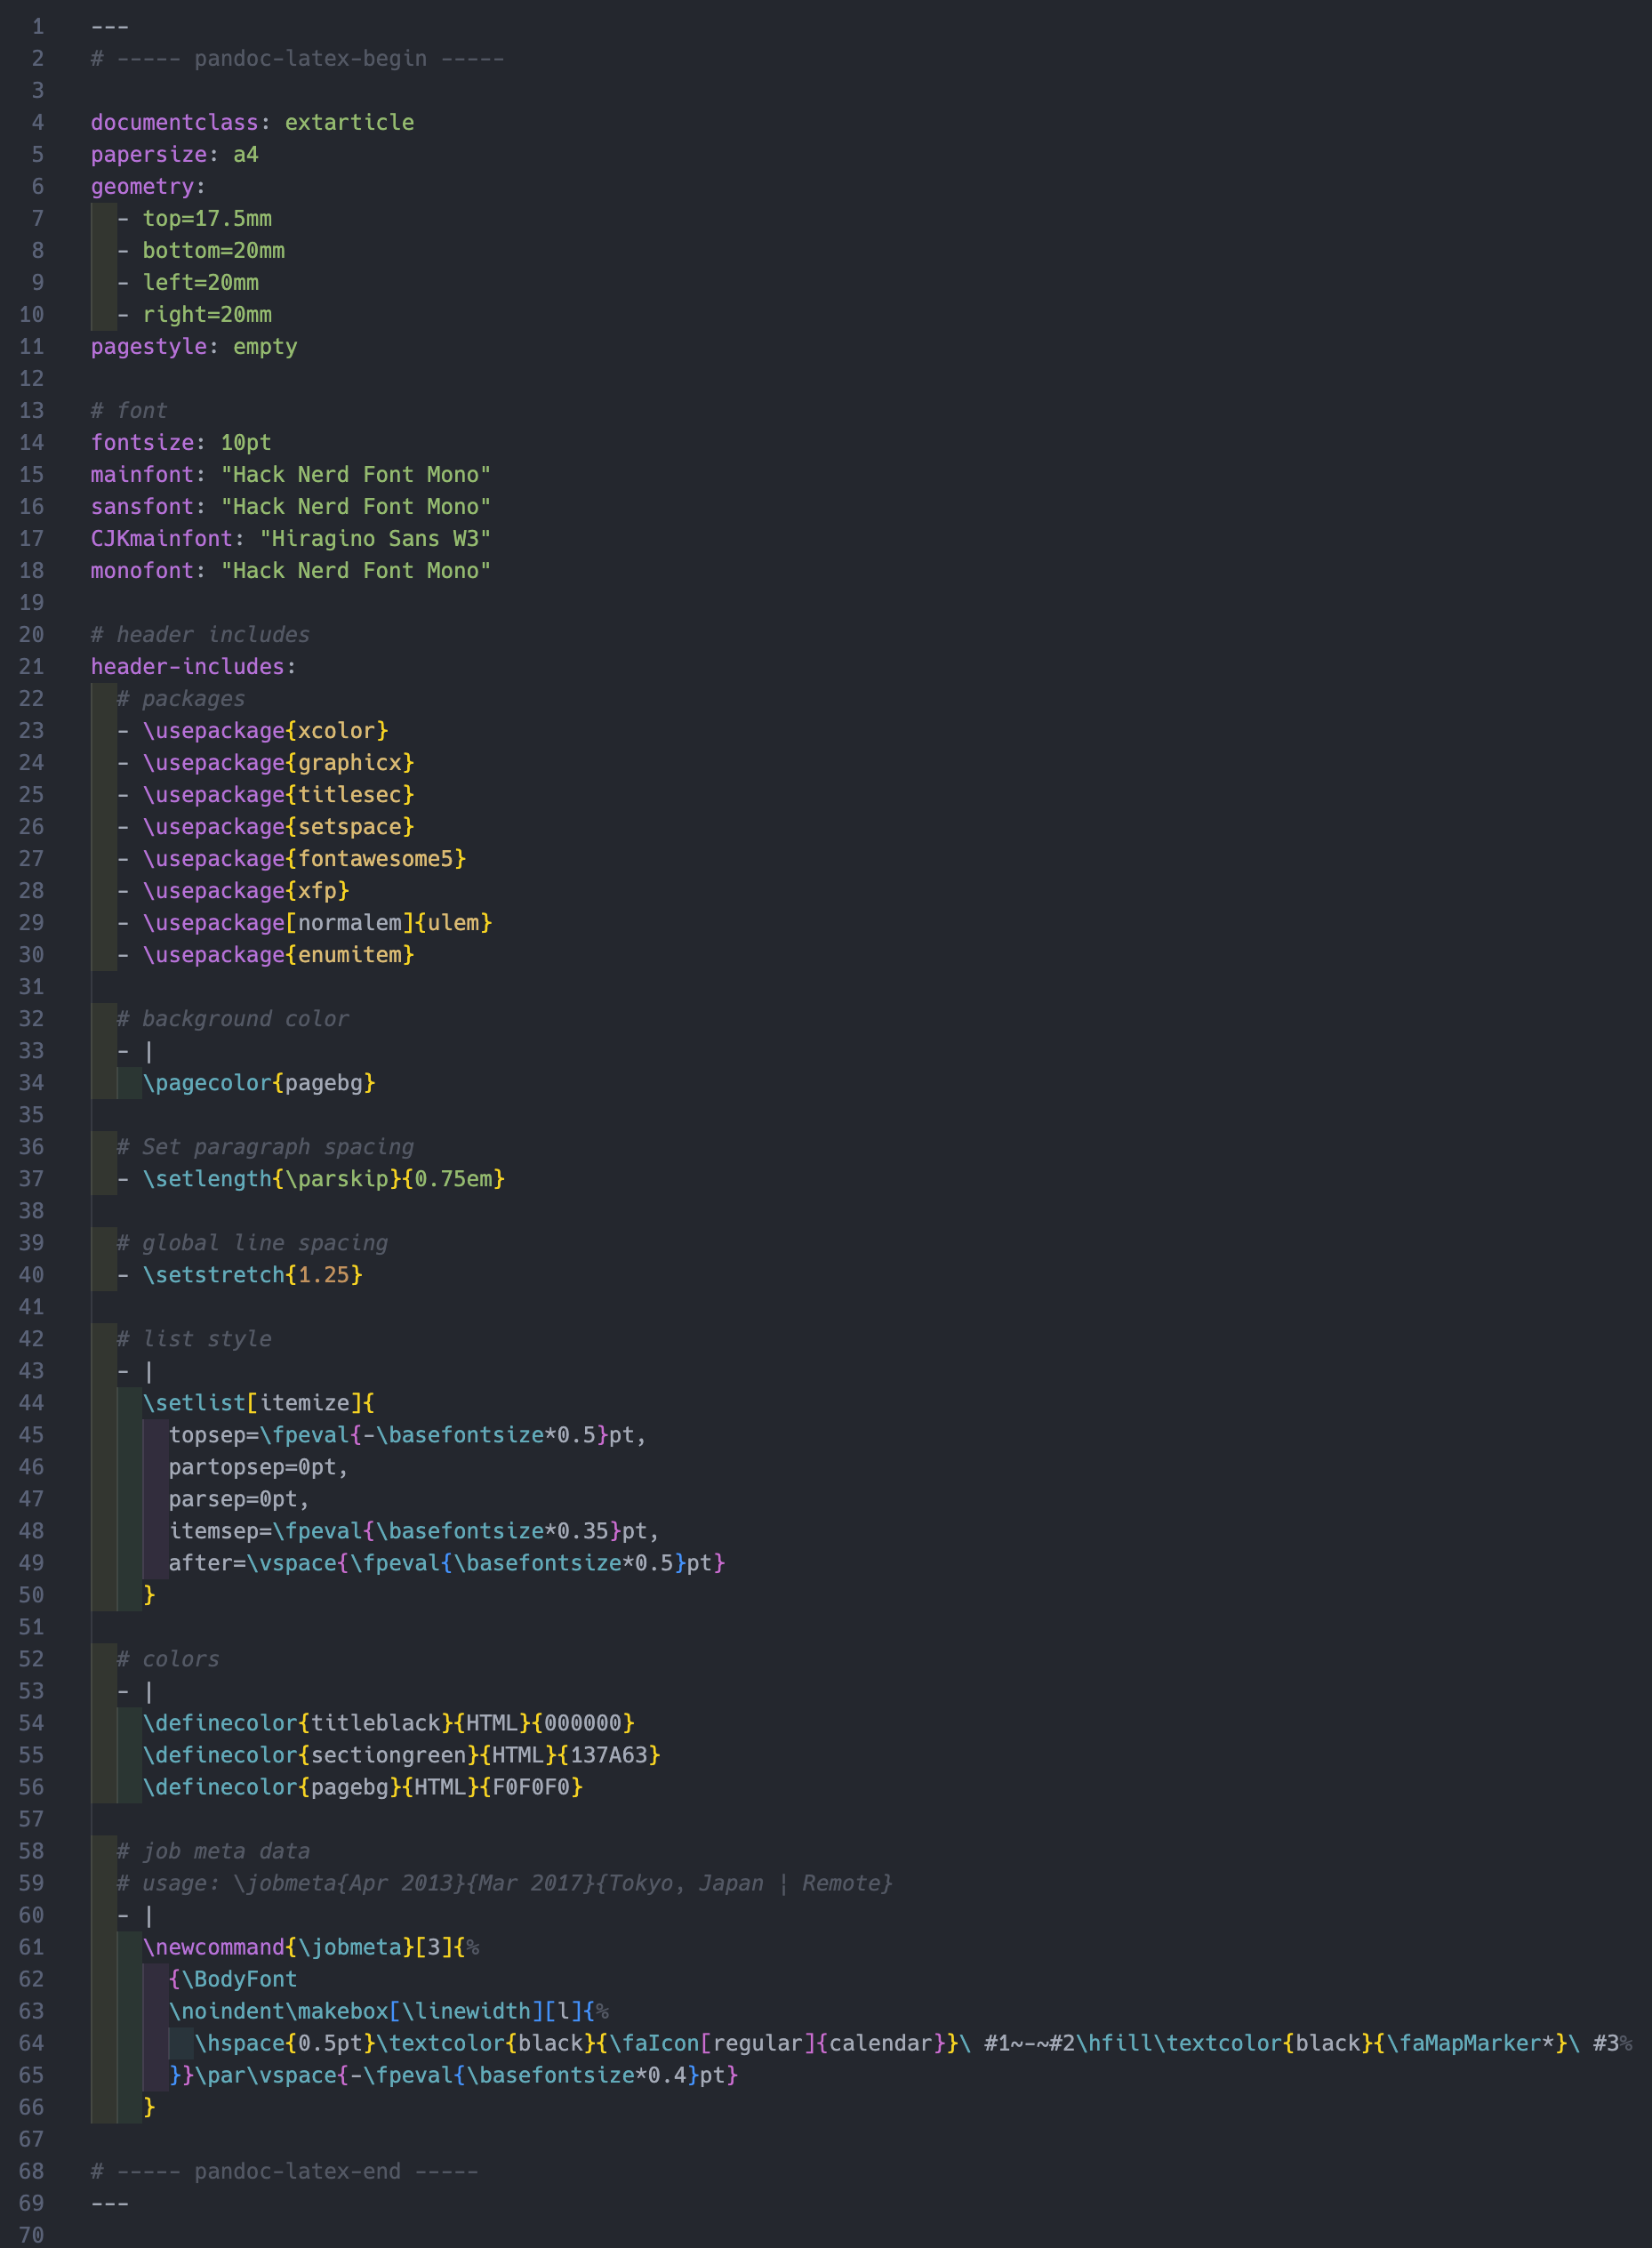 1 ---
2 # ----- pandoc-latex-begin -----
3
4 documentclass: extarticle
5 papersize: a4
6 geometry:
7   - top=17.5mm
8   - bottom=20mm
9   - left=20mm
10   - right=20mm
11 pagestyle: empty
12
13 # font
14 fontsize: 10pt
15 mainfont: "Hack Nerd Font Mono"
16 sansfont: "Hack Nerd Font Mono"
17 CJKmainfont: "Hiragino Sans W3"
18 monofont: "Hack Nerd Font Mono"
19
20 # header includes
21 header-includes:
22   # packages
23   - \usepackage{xcolor}
24   - \usepackage{graphicx}
25   - \usepackage{titlesec}
26   - \usepackage{setspace}
27   - \usepackage{fontawesome5}
28   - \usepackage{xfp}
29   - \usepackage[normalem]{ulem}
30   - \usepackage{enumitem}
31
32   # background color
33   - |
34     \pagecolor{pagebg}
35
36   # Set paragraph spacing
37   - \setlength{\parskip}{0.75em}
38
39   # global line spacing
40   - \setstretch{1.25}
41
42   # list style
43   - |
44     \setlist[itemize]{
45       topsep=\fpeval{-\basefontsize*0.5}pt,
46       partopsep=0pt,
47       parsep=0pt,
48       itemsep=\fpeval{\basefontsize*0.35}pt,
49       after=\vspace{\fpeval{\basefontsize*0.5}pt}
50     }
51
52   # colors
53   - |
54     \definecolor{titleblack}{HTML}{000000}
55     \definecolor{sectiongreen}{HTML}{137A63}
56     \definecolor{pagebg}{HTML}{F0F0F0}
57
58   # job meta data
59   # usage: \jobmeta{Apr 2013}{Mar 2017}{Tokyo, Japan ¦ Remote}
60   - |
61     \newcommand{\jobmeta}[3]{%
62       {\BodyFont
63       \noindent\makebox[\linewidth][l]{%
64         \hspace{0.5pt}\textcolor{black}{\faIcon[regular]{calendar}}\ #1~-~#2\hfill\textcolor{black}{\faMapMarker*}\ #3%
65       }}\par\vspace{-\fpeval{\basefontsize*0.4}pt}
66     }
67
68 # ----- pandoc-latex-end -----
69 ---
70